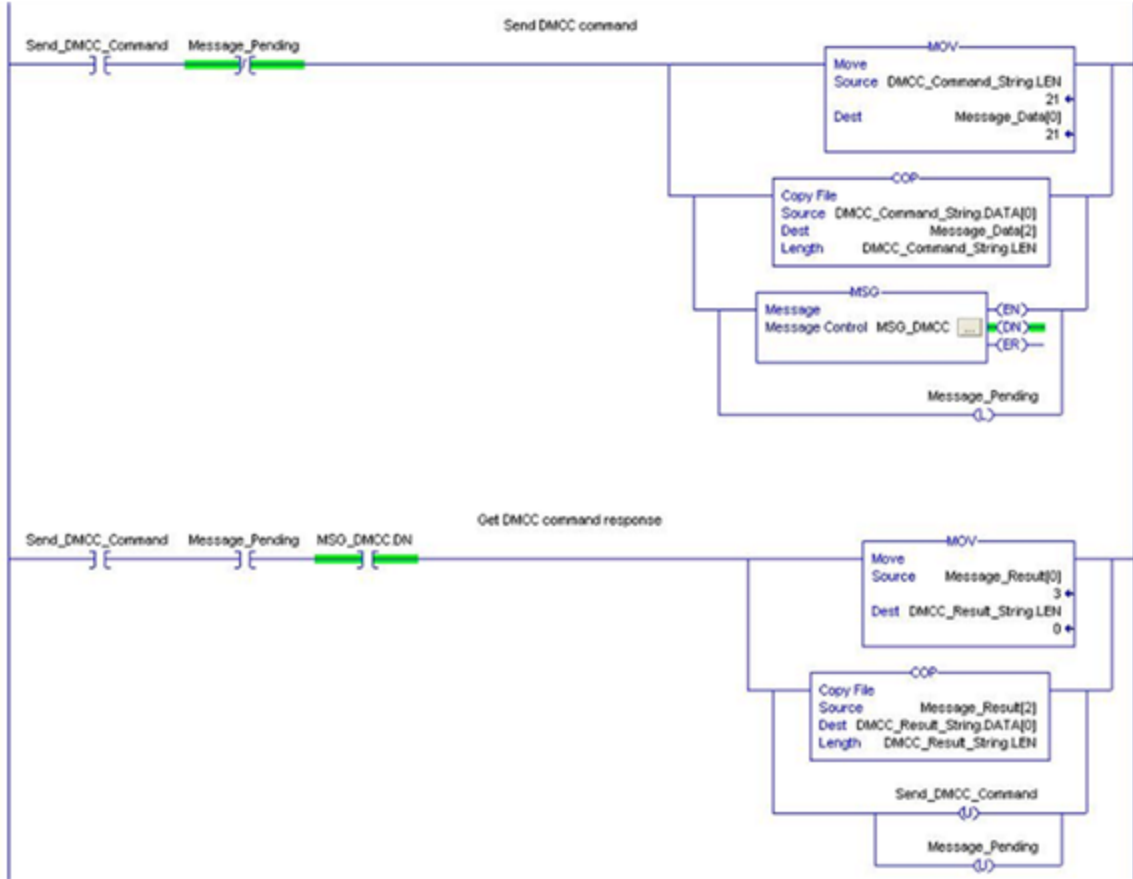 Send DMCC command
Send_DMCC_Command Message_Pending
MOV
Move
Source DMCC_Command_String.LEN
21
Dest Message_Data[0]
21
COP
Copy File
Source DMCC_Command_String.DATA[0]
Dest Message_Data[2]
Length DMCC_Command_String.LEN
MSG
Message
Message Control MSG_DMCC ...
EN
DN
ER
Message_Pending
L
Get DMCC command response
Send_DMCC_Command Message_Pending MSG_DMCC.DN
MOV
Move
Source Message_Result[0]
3
Dest DMCC_Result_String.LEN
0
COP
Copy File
Source Message_Result[2]
Dest DMCC_Result_String.DATA[0]
Length DMCC_Result_String.LEN
Send_DMCC_Command
U
Message_Pending
U